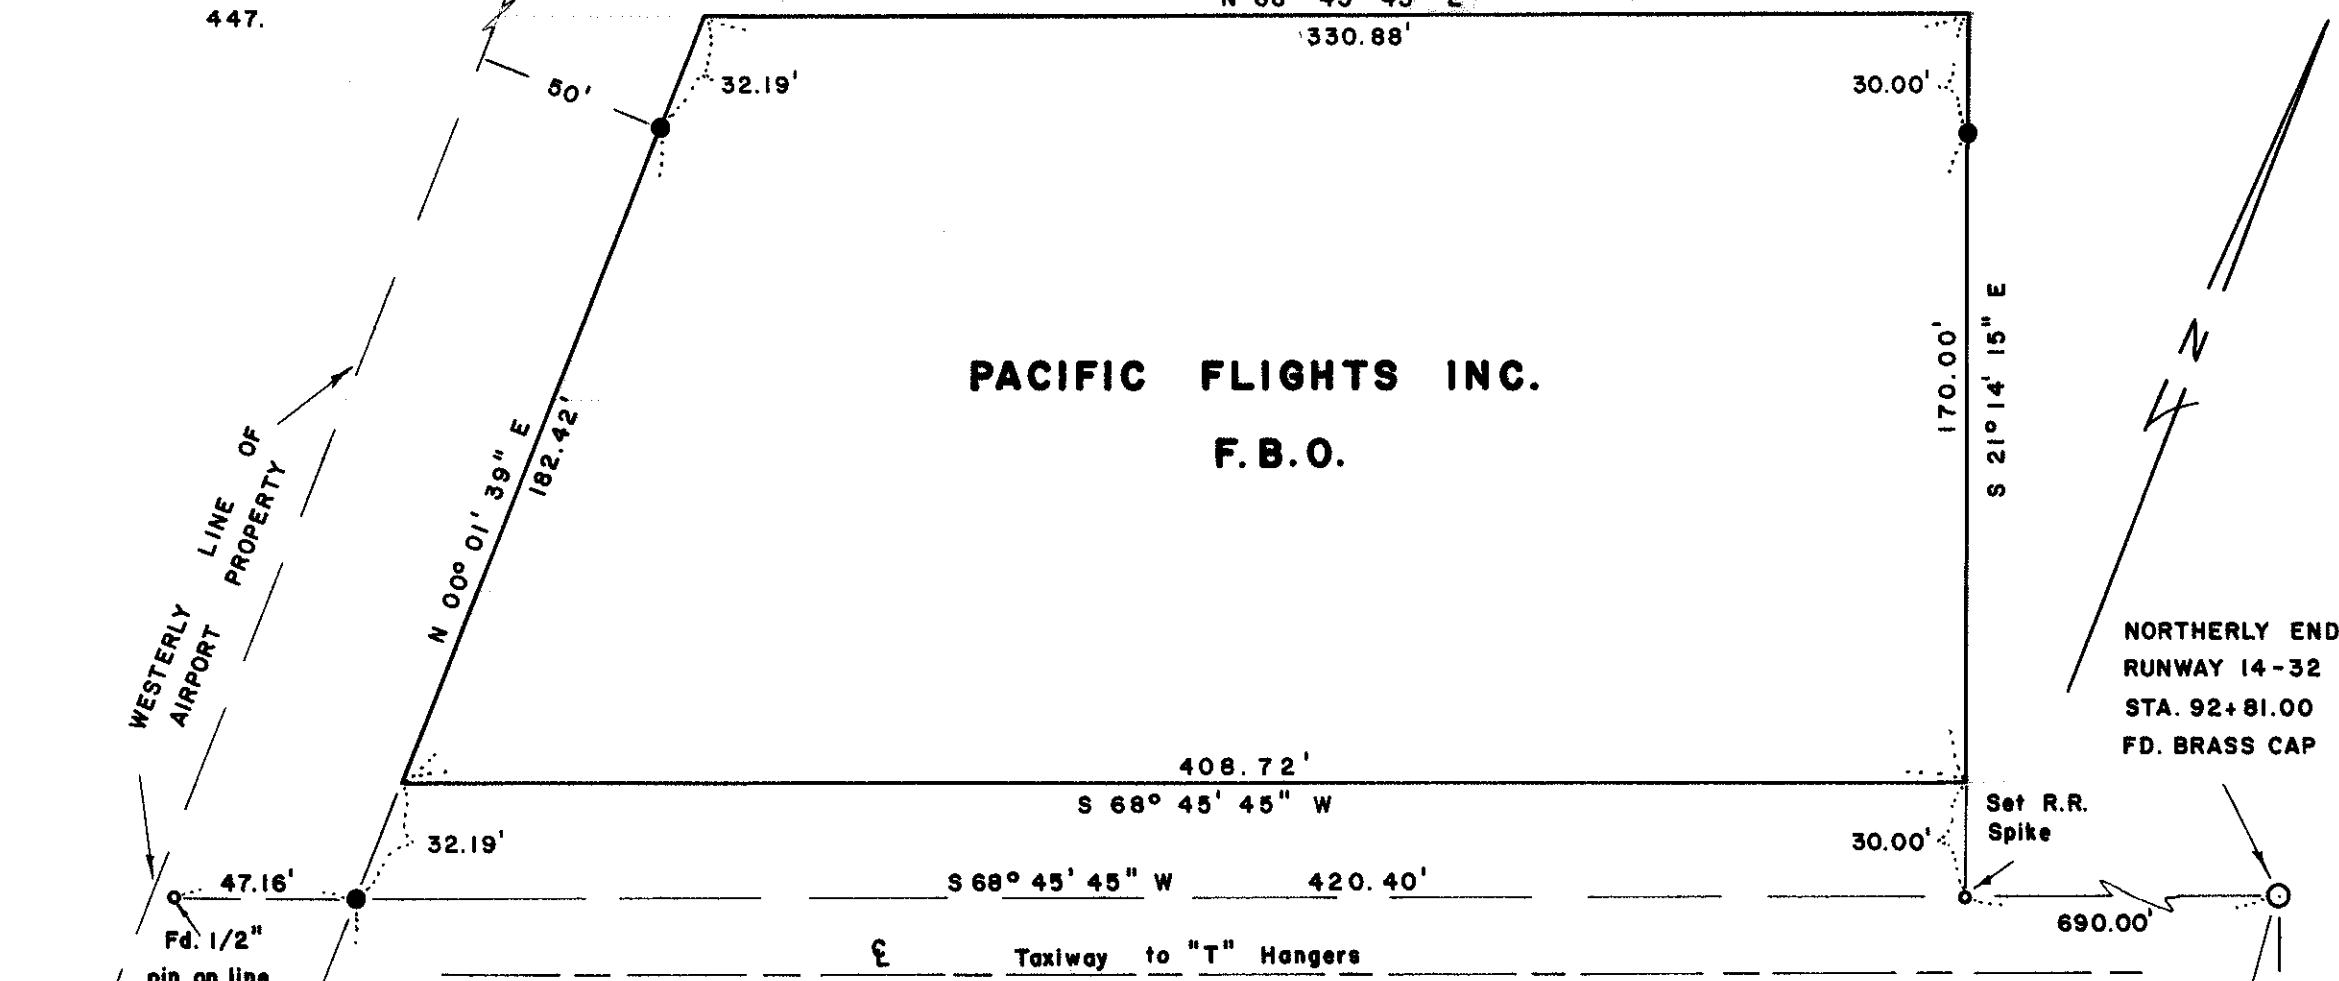 447.
330.88'
50'
32.19'
30.00'
PACIFIC FLIGHTS INC.
F.B.O.
170.00'
S 21° 14' 15" E
N
N 00° 01' 39" E
182.42'
WESTERLY LINE OF
AIRPORT PROPERTY
NORTHERLY END
RUNWAY 14-32
STA. 92+81.00
FD. BRASS CAP
408.72'
S 68° 45' 45" W
Set R.R.
Spike
32.19'
30.00'
47.16'
S 68° 45' 45" W 420.40'
690.00'
Fd. 1/2"
pin on line
℄ Taxiway to "T" Hangers